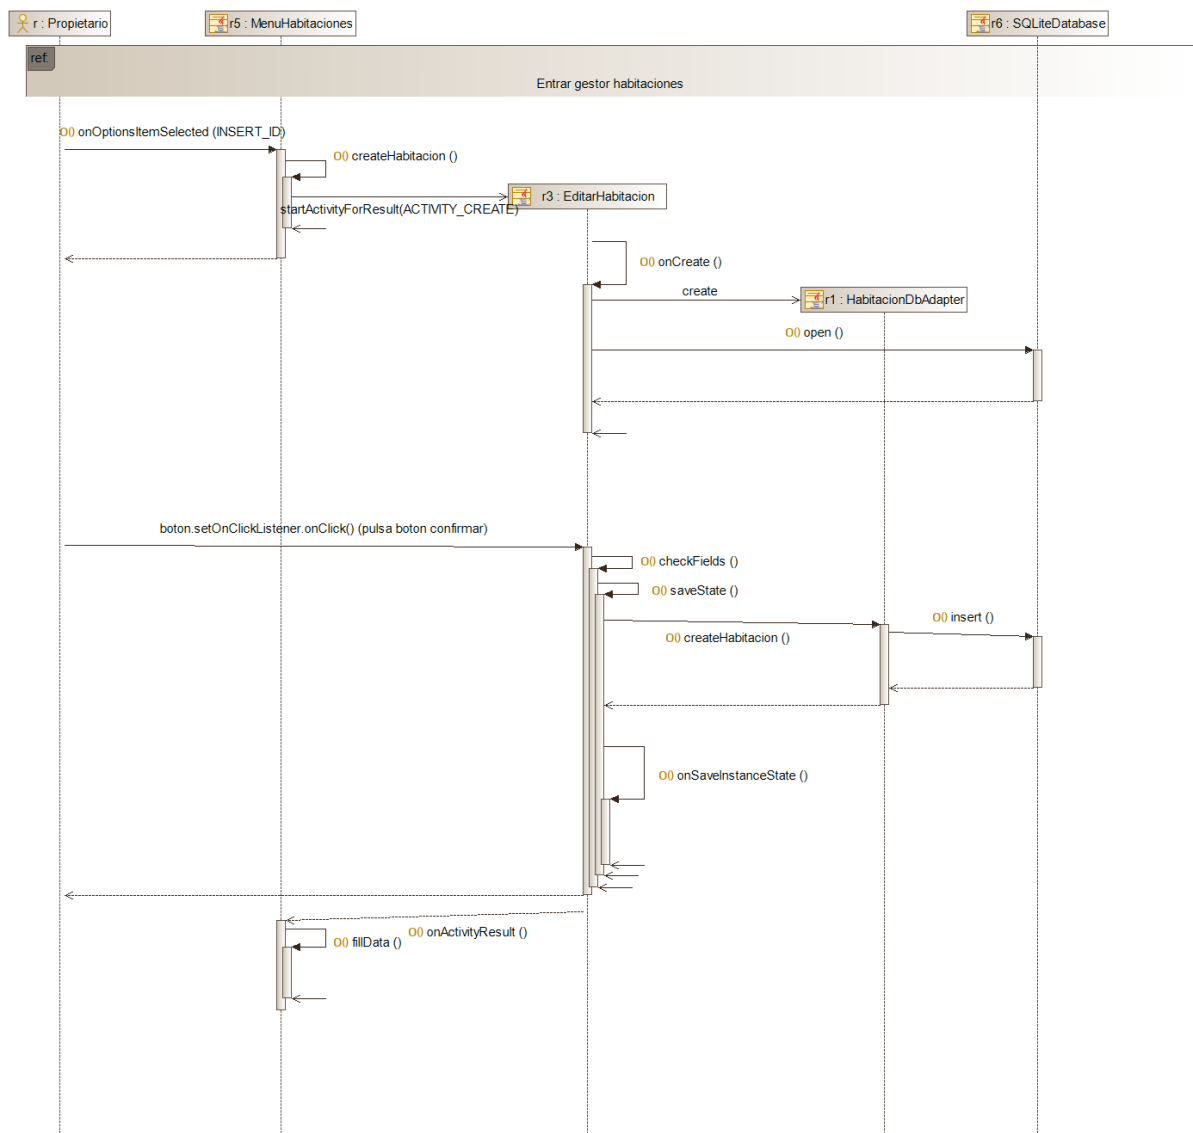 r : Propietario
r5 : MenuHabitaciones
r6 : SQLiteDatabase
ref:
Entrar gestor habitaciones
O() onOptionsItemSelected (INSERT_ID)
O() createHabitacion ()
r3 : EditarHabitacion
startActivityForResult(ACTIVITY_CREATE)
O() onCreate ()
create
r1 : HabitacionDbAdapter
O() open ()
boton.setOnClickListener.onClick() (pulsa boton confirmar)
O() checkFields ()
O() saveState ()
O() insert ()
O() createHabitacion ()
O() onSaveInstanceState ()
O() onActivityResult ()
O() fillData ()